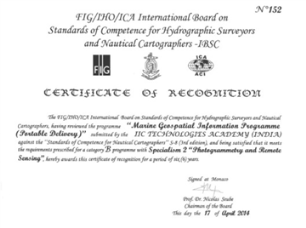 Nº152
FIG/IHO/ICA International Board on
Standards of Competence for Hydrographic Surveyors
and Nautical Cartographers -IBSC
FIG
ICA
ACI
CERTIFICATE OF RECOGNITION
The FIG/IHO/ICA International Board on Standards of Competence for Hydrographic Surveyors and Nautical
Cartographers, having reviewed the programme "Marine Geospatial Information Programme
(Portable Delivery)" submitted by the IIC TECHNOLOGIES ACADEMY (INDIA)
against the "Standards of Competence for Nautical Cartographers" S-8 (3rd edition), and being satisfied that it meets
the requirements prescribed for a category B programme with Specialism 2 "Photogrammetry and Remote
Sensing", hereby awards this certificate of recognition for a period of six(6) years.
Signed at Monaco
Prof. Dr. Nicolas Seube
Chairman of the Board
This day the 17 of April 2014